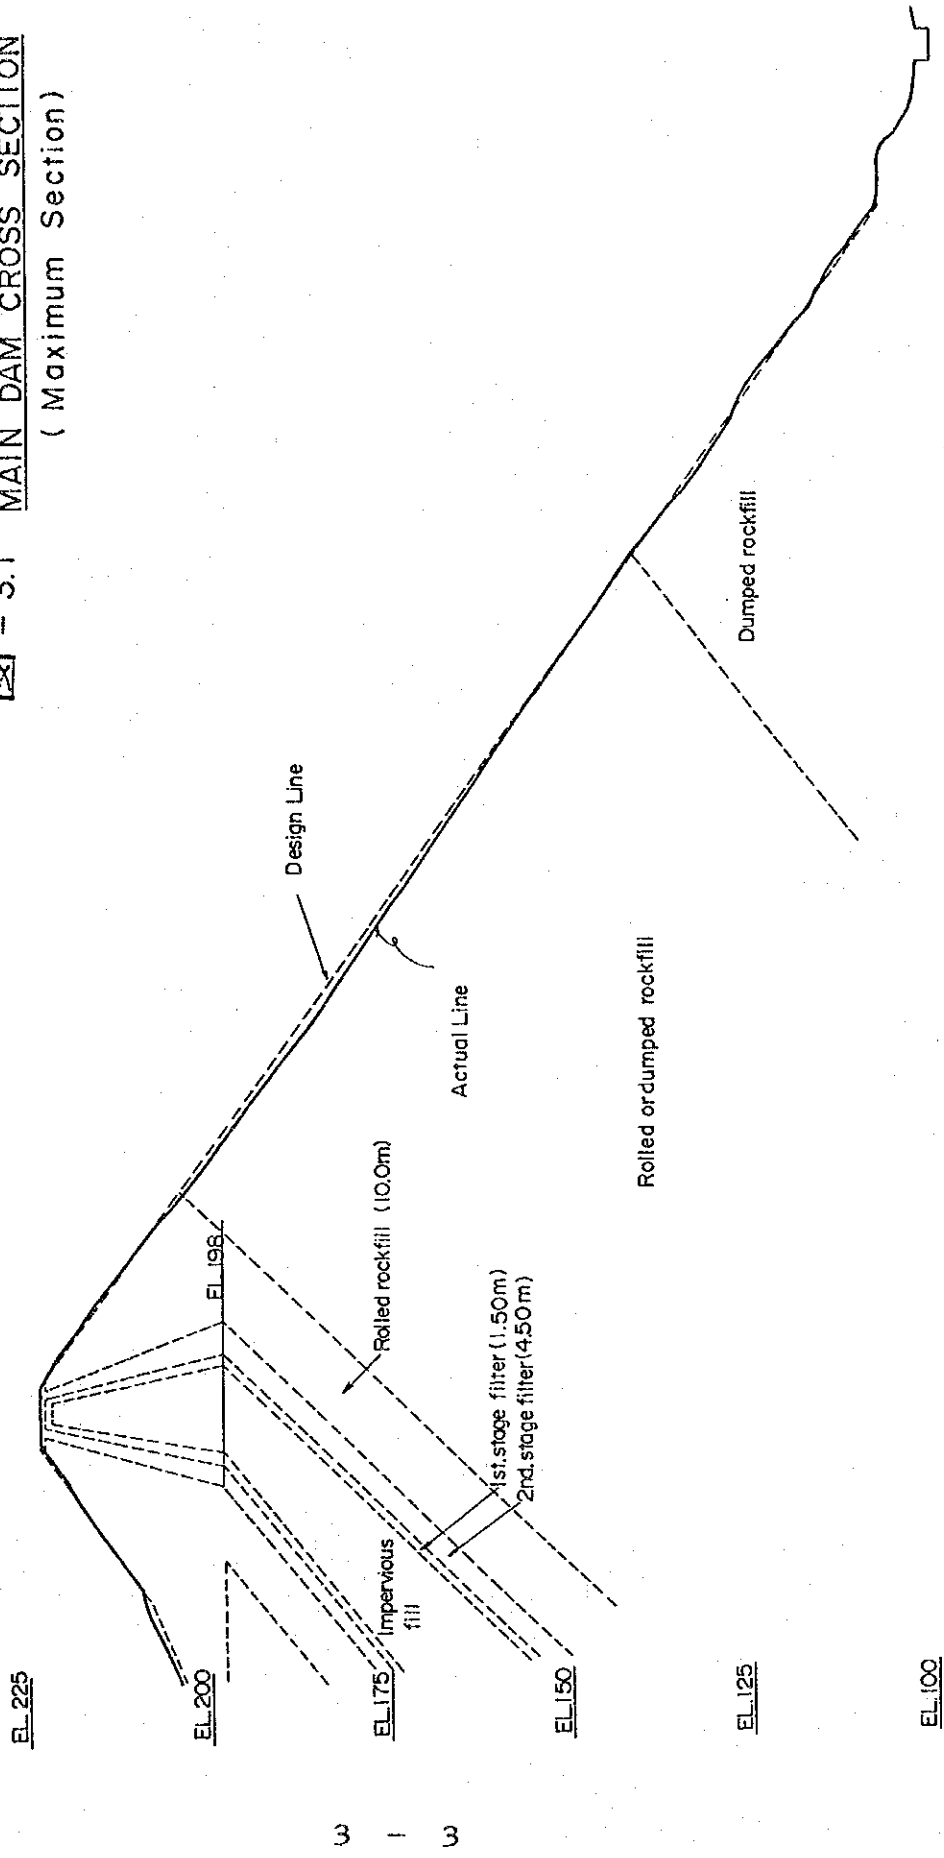 図 - 3.1 MAIN DAM CROSS SECTION
(Maximum Section)
EL.225
EL.200
EL.175
EL.150
EL.125
EL.100
EL.198
Design Line
Actual Line
Rolled rockfill (10.0m)
1st.stage filter(1.50m)
2nd.stage filter(4.50m)
Impervious
fill
Rolled or dumped rockfill
Dumped rockfill
3 - 3